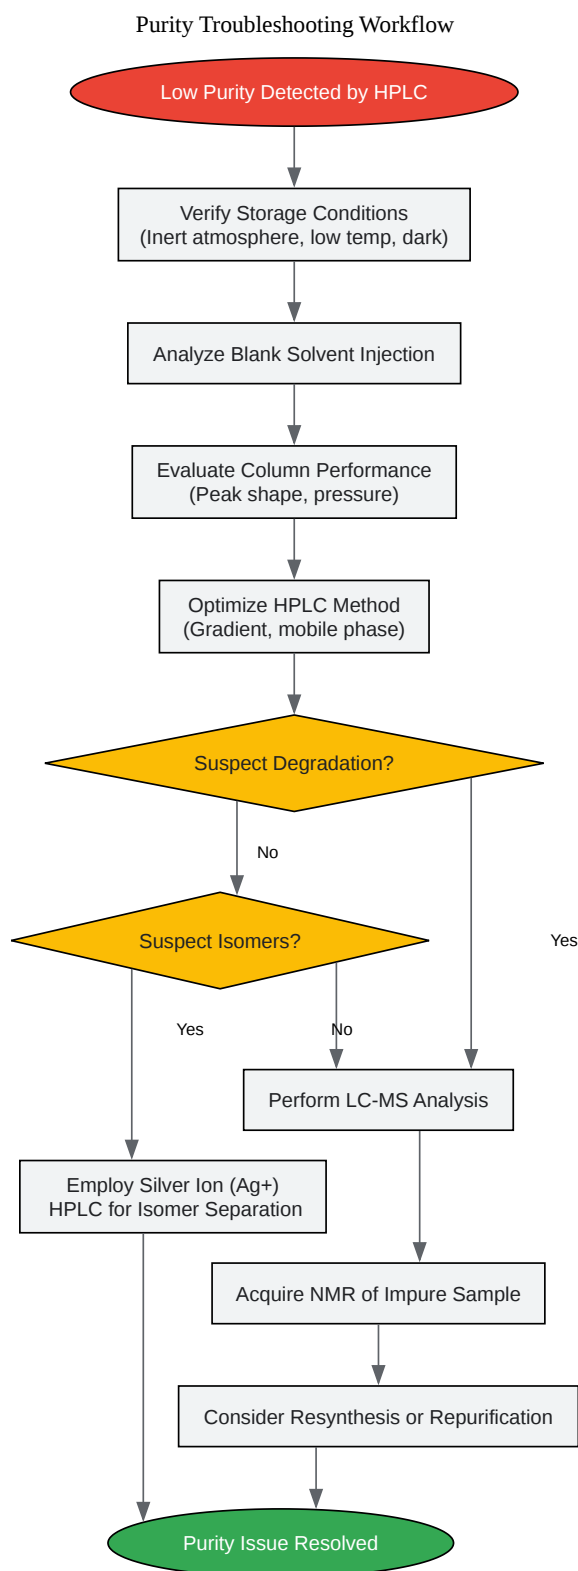 Purity Troubleshooting Workflow
Low Purity Detected by HPLC
Verify Storage Conditions
(Inert atmosphere, low temp, dark)
Analyze Blank Solvent Injection
Evaluate Column Performance
(Peak shape, pressure)
Optimize HPLC Method
(Gradient, mobile phase)
Suspect Degradation?
No
Suspect Isomers?
Yes
Yes
No
Perform LC-MS Analysis
Employ Silver Ion (Ag+)
HPLC for Isomer Separation
Acquire NMR of Impure Sample
Consider Resynthesis or Repurification
Purity Issue Resolved